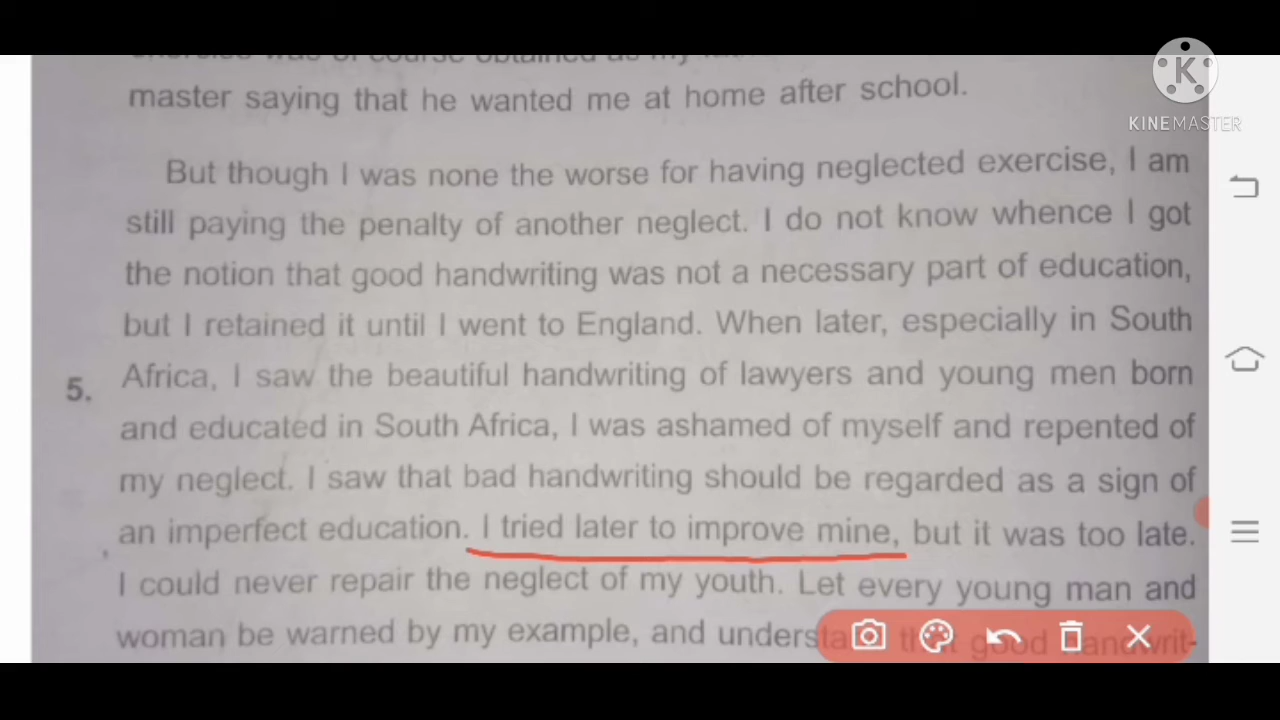 master saying that he wanted me at home after school.
But though I was none the worse for having neglected exercise, I am
still paying the penalty of another neglect. I do not know whence I got
the notion that good handwriting was not a necessary part of education,
but I retained it until I went to England. When later, especially in South
5. Africa, I saw the beautiful handwriting of lawyers and young men born
and educated in South Africa, I was ashamed of myself and repented of
my neglect. I saw that bad handwriting should be regarded as a sign of
an imperfect education. I tried later to improve mine, but it was too late.
I could never repair the neglect of my youth. Let every young man and
woman be warned by my example, and understa that good handwrit-
K
KINEMASTER